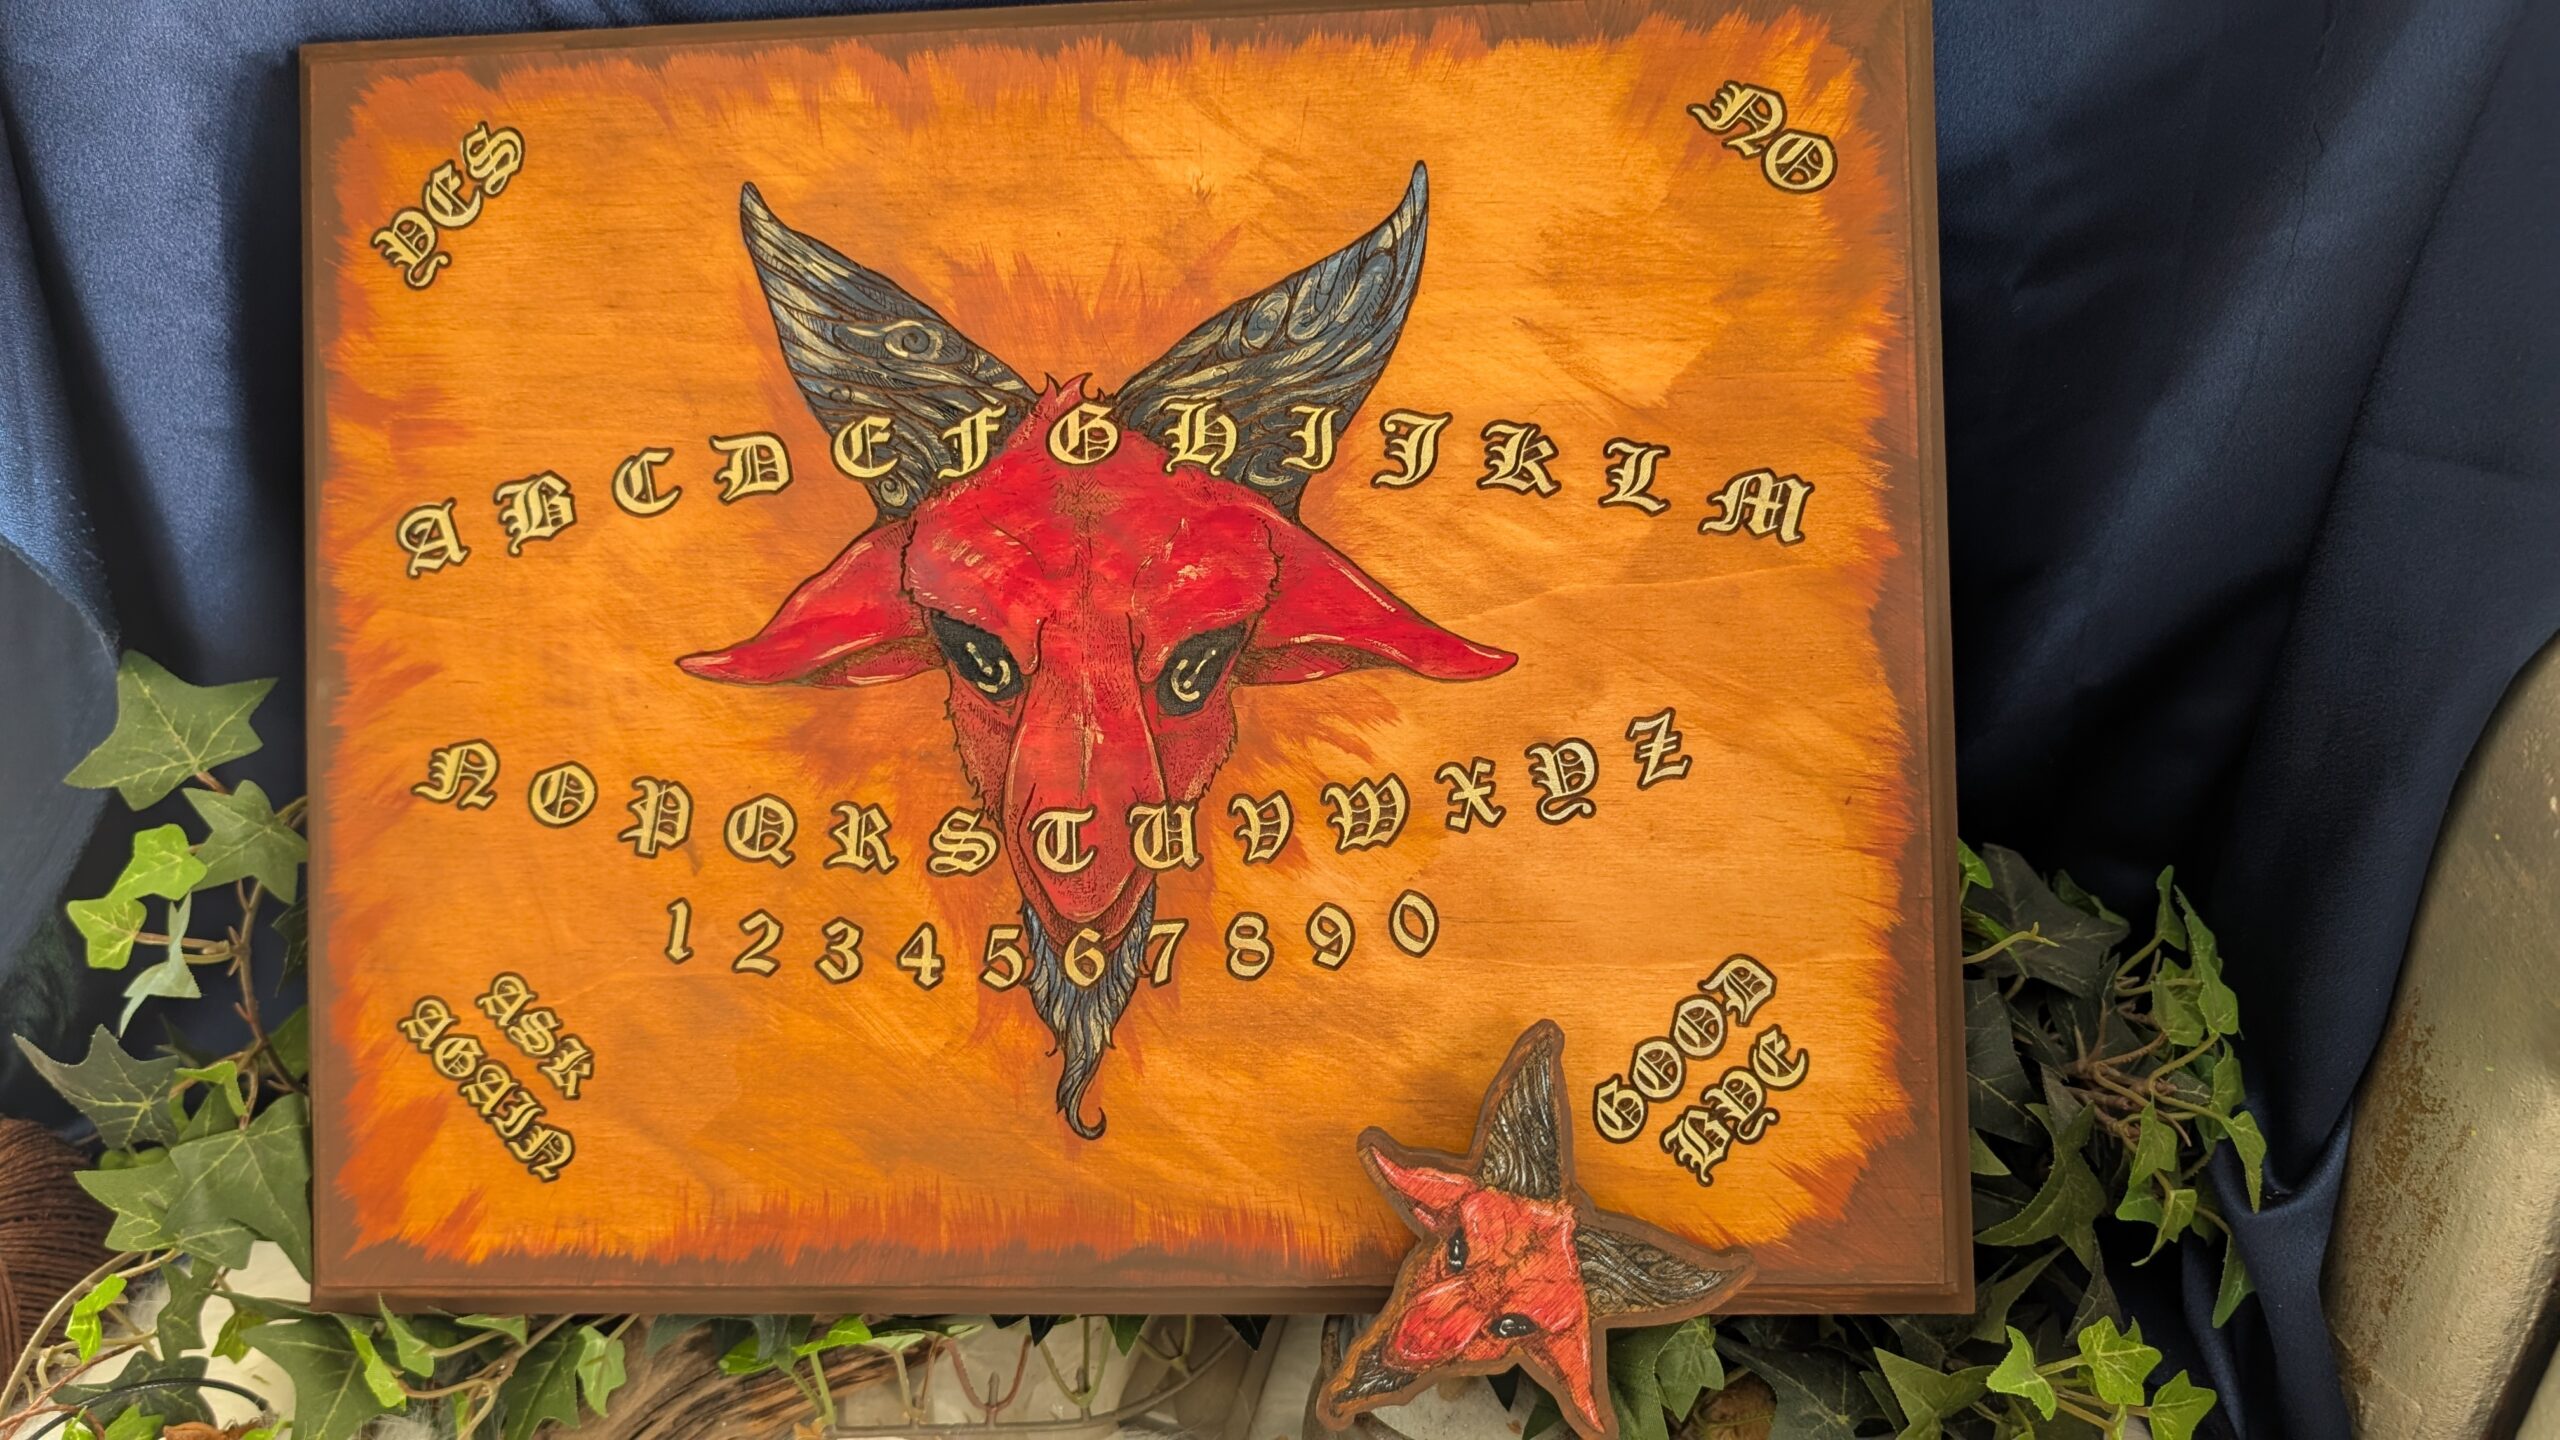 YES
NO
A B C D E F G H I J K L M
N O P Q R S T U V W X Y Z
1 2 3 4 5 6 7 8 9 0
ASK
AGAIN
GOOD
BYE